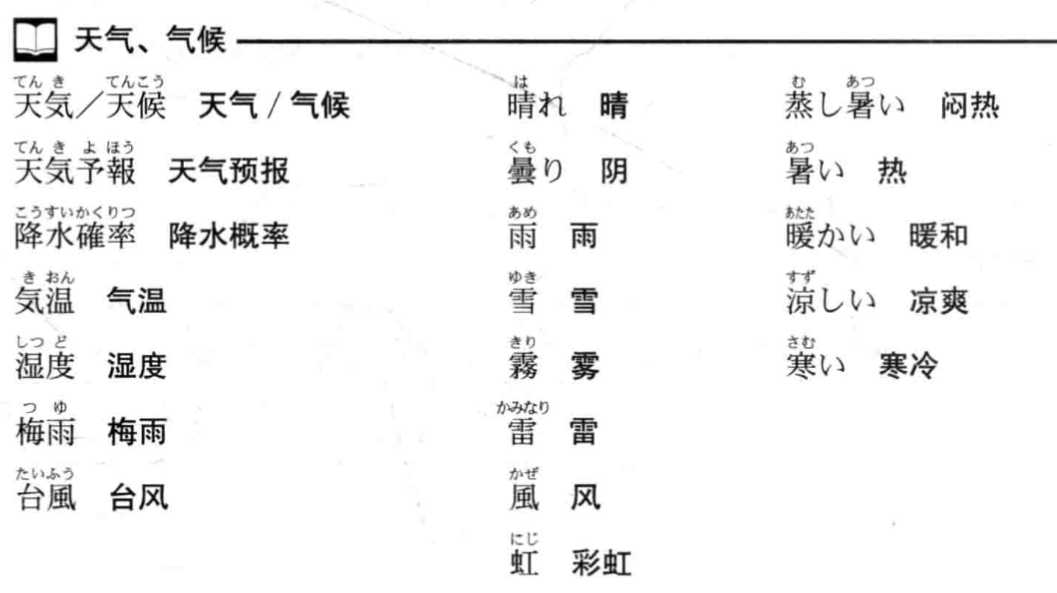 天气、气候
てんき てんこう
天気／天候 天气 / 气候
てんきよほう
天気予報 天气预报
こうすいかくりつ
降水確率 降水概率
きおん
気温 气温
しつど
湿度 湿度
つゆ
梅雨 梅雨
たいふう
台風 台风
は
晴れ 晴
くも
曇り 阴
あめ
雨 雨
ゆき
雪 雪
きり
霧 雾
かみなり
雷 雷
かぜ
風 风
にじ
虹 彩虹
む あつ
蒸し暑い 闷热
あつ
暑い 热
あたた
暖かい 暖和
すず
涼しい 凉爽
さむ
寒い 寒冷